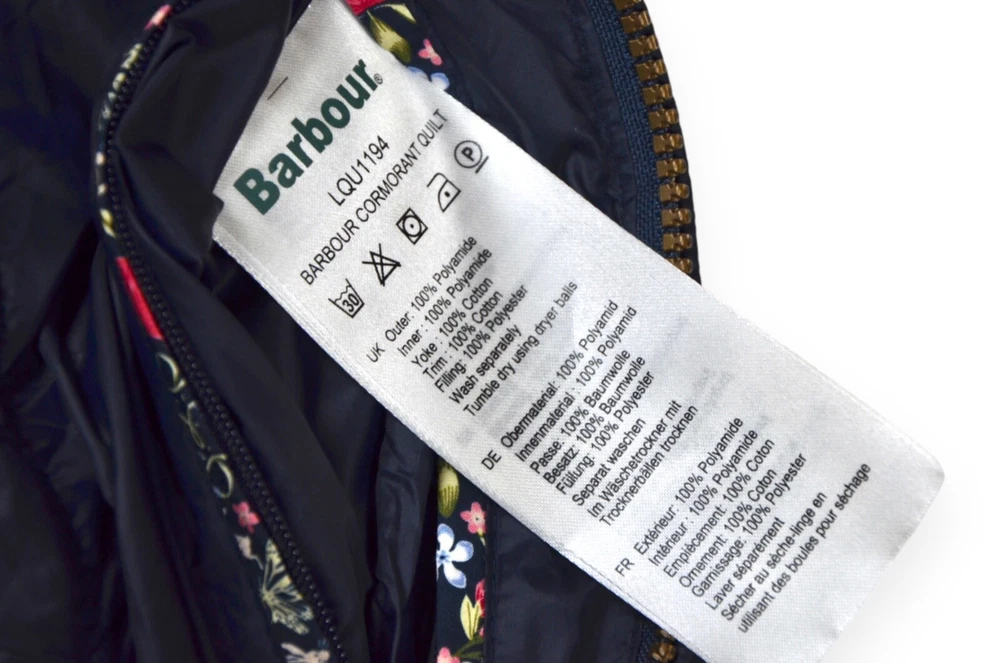 Barbour®
LQU1194
BARBOUR CORMORANT QUILT
30 P
UK Outer: 100% Polyamide
Inner : 100% Polyamide
Yoke : 100% Cotton
Trim : 100% Cotton
Filling: 100% Polyester
Wash separately
Tumble dry using dryer balls
DE Obermaterial: 100% Polyamid
Innenmaterial : 100% Polyamid
Passe: 100% Baumwolle
Besatz: 100% Baumwolle
Füllung: 100% Polyester
Separat waschen
im Wäschetrockner mit
Trocknerbällen trocknen
FR Extérieur : 100% Polyamide
Intérieur : 100% Polyamide
Empiècement: 100% Coton
Ornement: 100% Coton
Garnissage: 100% Polyester
Laver séparément
Sécher au sèche-linge en
utilisant des boules pour séchage